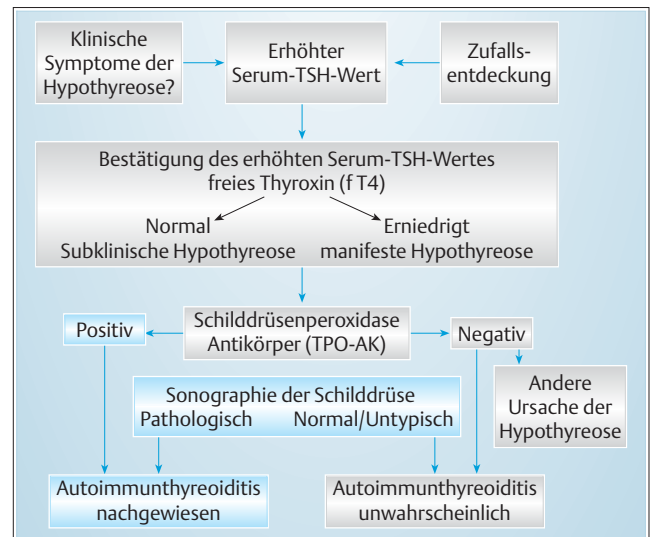 Klinische
Symptome der
Hypothyreose?
Erhöhter
Serum-TSH-Wert
Zufalls-
entdeckung
Bestätigung des erhöhten Serum-TSH-Wertes
freies Thyroxin (f T4)
Normal
Subklinische Hypothyreose
Erniedrigt
manifeste Hypothyreose
Positiv
Schilddrüsenperoxidase
Antikörper (TPO-AK)
Negativ
Andere
Ursache der
Hypothyreose
Sonographie der Schilddrüse
Pathologisch Normal/Untypisch
Autoimmunthyreoiditis
nachgewiesen
Autoimmunthyreoiditis
unwahrscheinlich